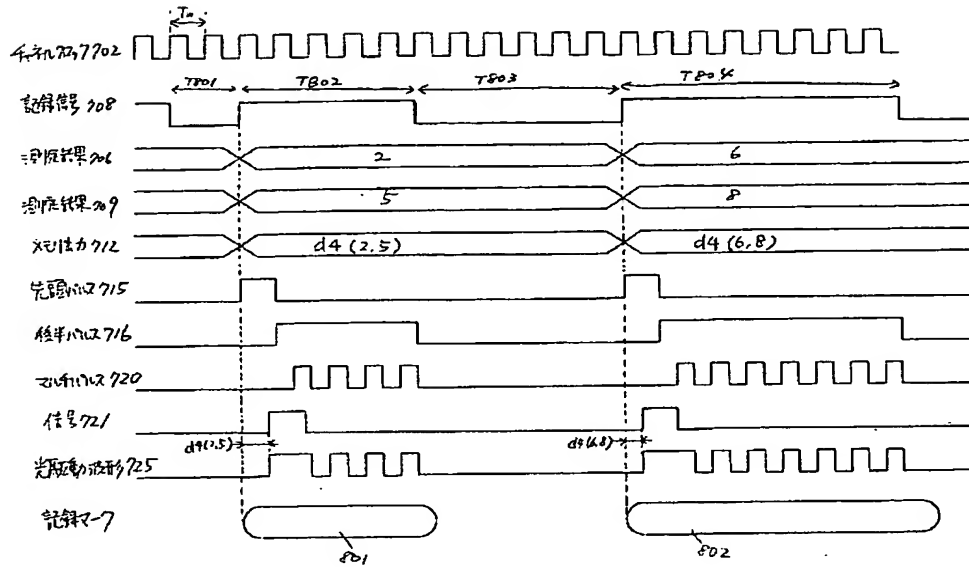 Tw
チャネルクロック702
T801 T802 T803 T804
記録信号 708
測定結果706 2 6
測定結果709 5 8
メモリ出力712 d4(2,5) d4(6,8)
先頭パルス715
後半パルス716
マルチパルス720
信号721
d4(2,5) d4(6,8)
光駆動波形725
記録マーク
801 802